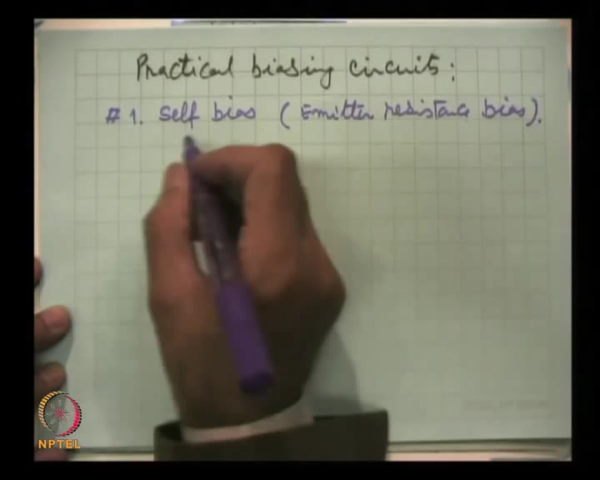 Practical biasing circuits:
# 1. Self bias (Emitter resistance bias).
NPTEL